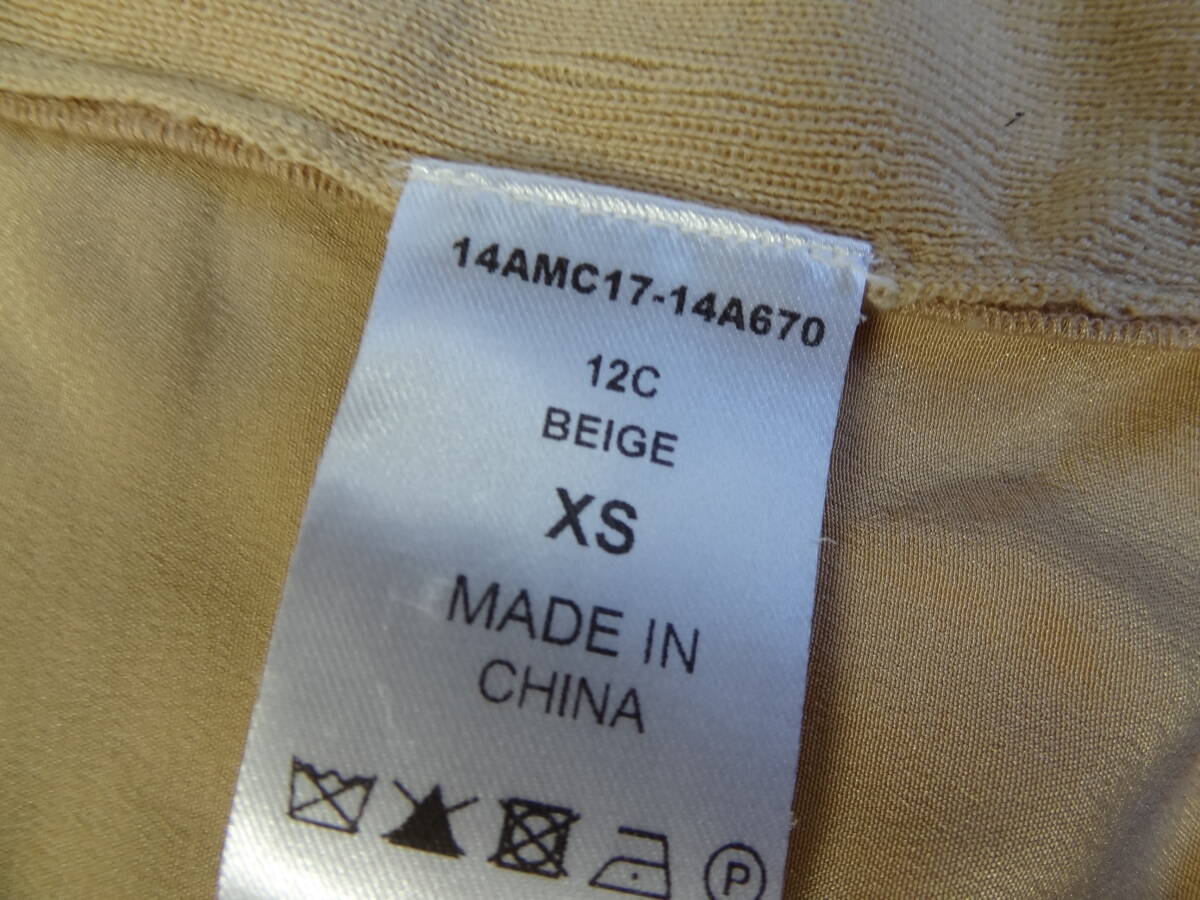 14AMC17-14A670
12C
BEIGE
XS
MADE IN
CHINA
P